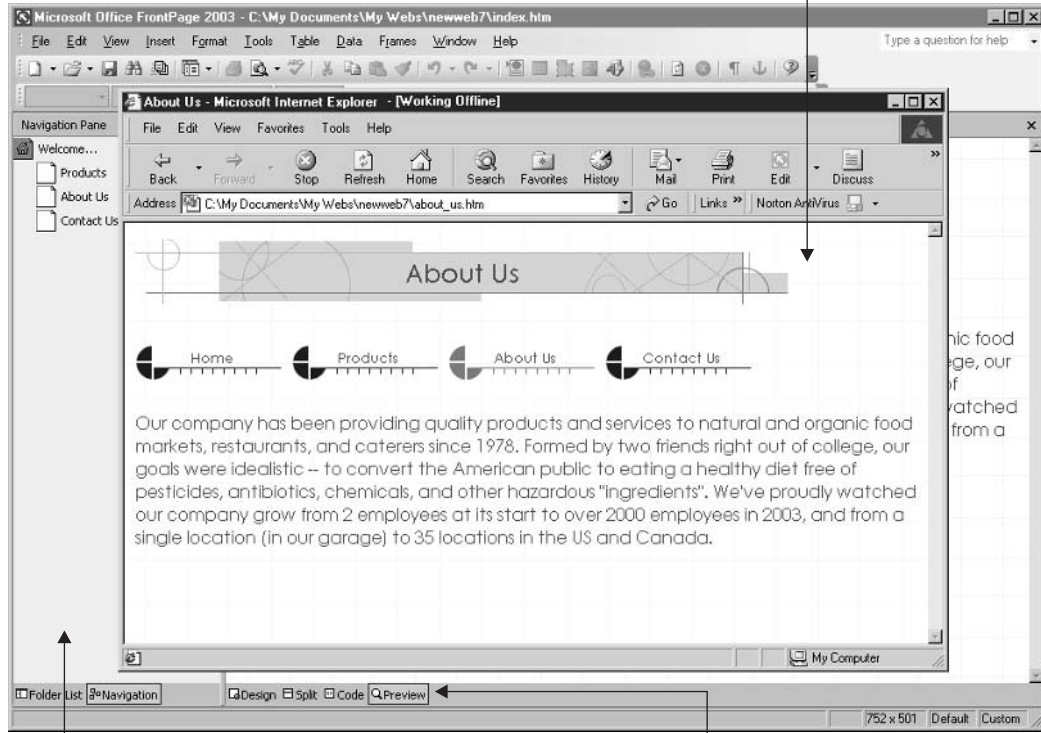 Microsoft Office FrontPage 2003 - C:\My Documents\My Webs\newweb7\index.htm
File Edit View Insert Format Tools Table Data Frames Window Help Type a question for help
About Us - Microsoft Internet Explorer - [Working Offline]
Navigation Pane
File Edit View Favorites Tools Help
Welcome...
Products
About Us
Contact Us
Back Forward Stop Refresh Home Search Favorites History Mail Print Edit Discuss
Address C:\My Documents\My Webs\newweb7\about_us.htm Go Links Norton AntiVirus
About Us
Home Products About Us Contact Us
Our company has been providing quality products and services to natural and organic food
markets, restaurants, and caterers since 1978. Formed by two friends right out of college, our
goals were idealistic -- to convert the American public to eating a healthy diet free of
pesticides, antibiotics, chemicals, and other hazardous "ingredients". We've proudly watched
our company grow from 2 employees at its start to over 2000 employees in 2003, and from a
single location (in our garage) to 35 locations in the US and Canada.
nic food
ege, our
of
vatched
from a
My Computer
Folder List Navigation Design Split Code Preview
752 x 501 Default Custom